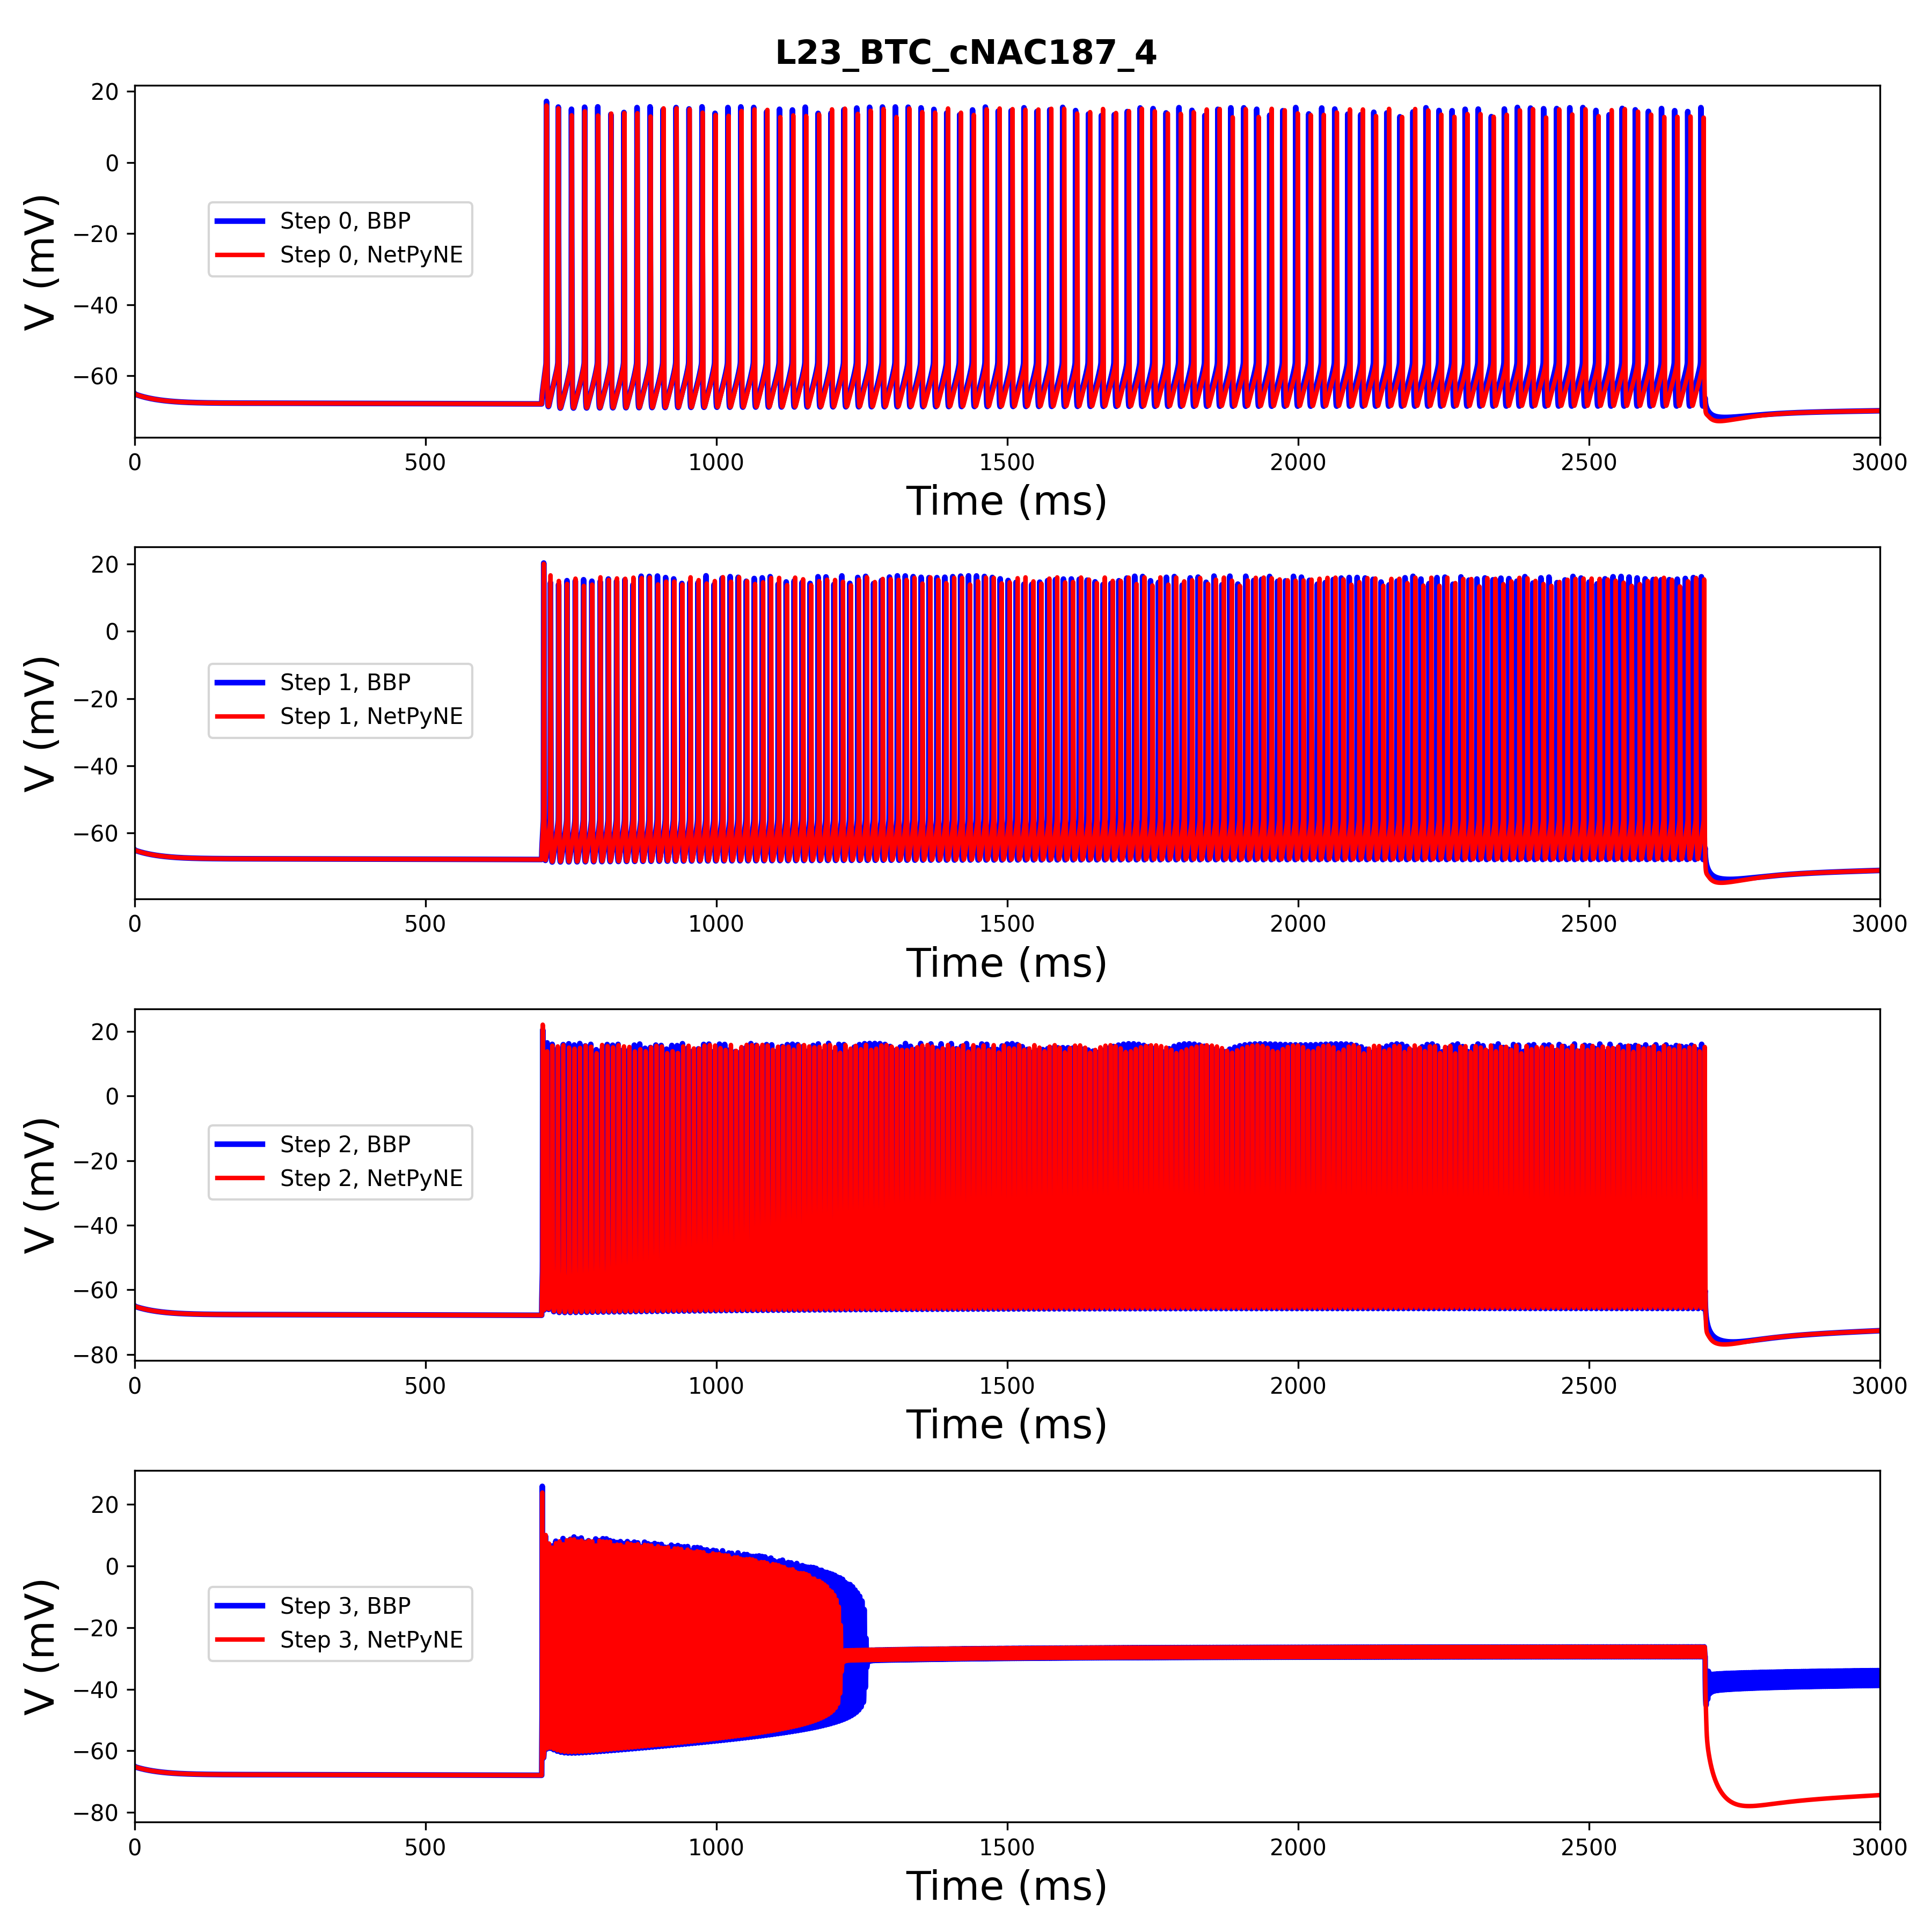 L23_BTC_cNAC187_4
20
0
−20
−40
−60
V (mV)
Step 0, BBP
Step 0, NetPyNE
0 500 1000 1500 2000 2500 3000
Time (ms)
20
0
−20
−40
−60
V (mV)
Step 1, BBP
Step 1, NetPyNE
0 500 1000 1500 2000 2500 3000
Time (ms)
20
0
−20
−40
−60
−80
V (mV)
Step 2, BBP
Step 2, NetPyNE
0 500 1000 1500 2000 2500 3000
Time (ms)
20
0
−20
−40
−60
−80
V (mV)
Step 3, BBP
Step 3, NetPyNE
0 500 1000 1500 2000 2500 3000
Time (ms)